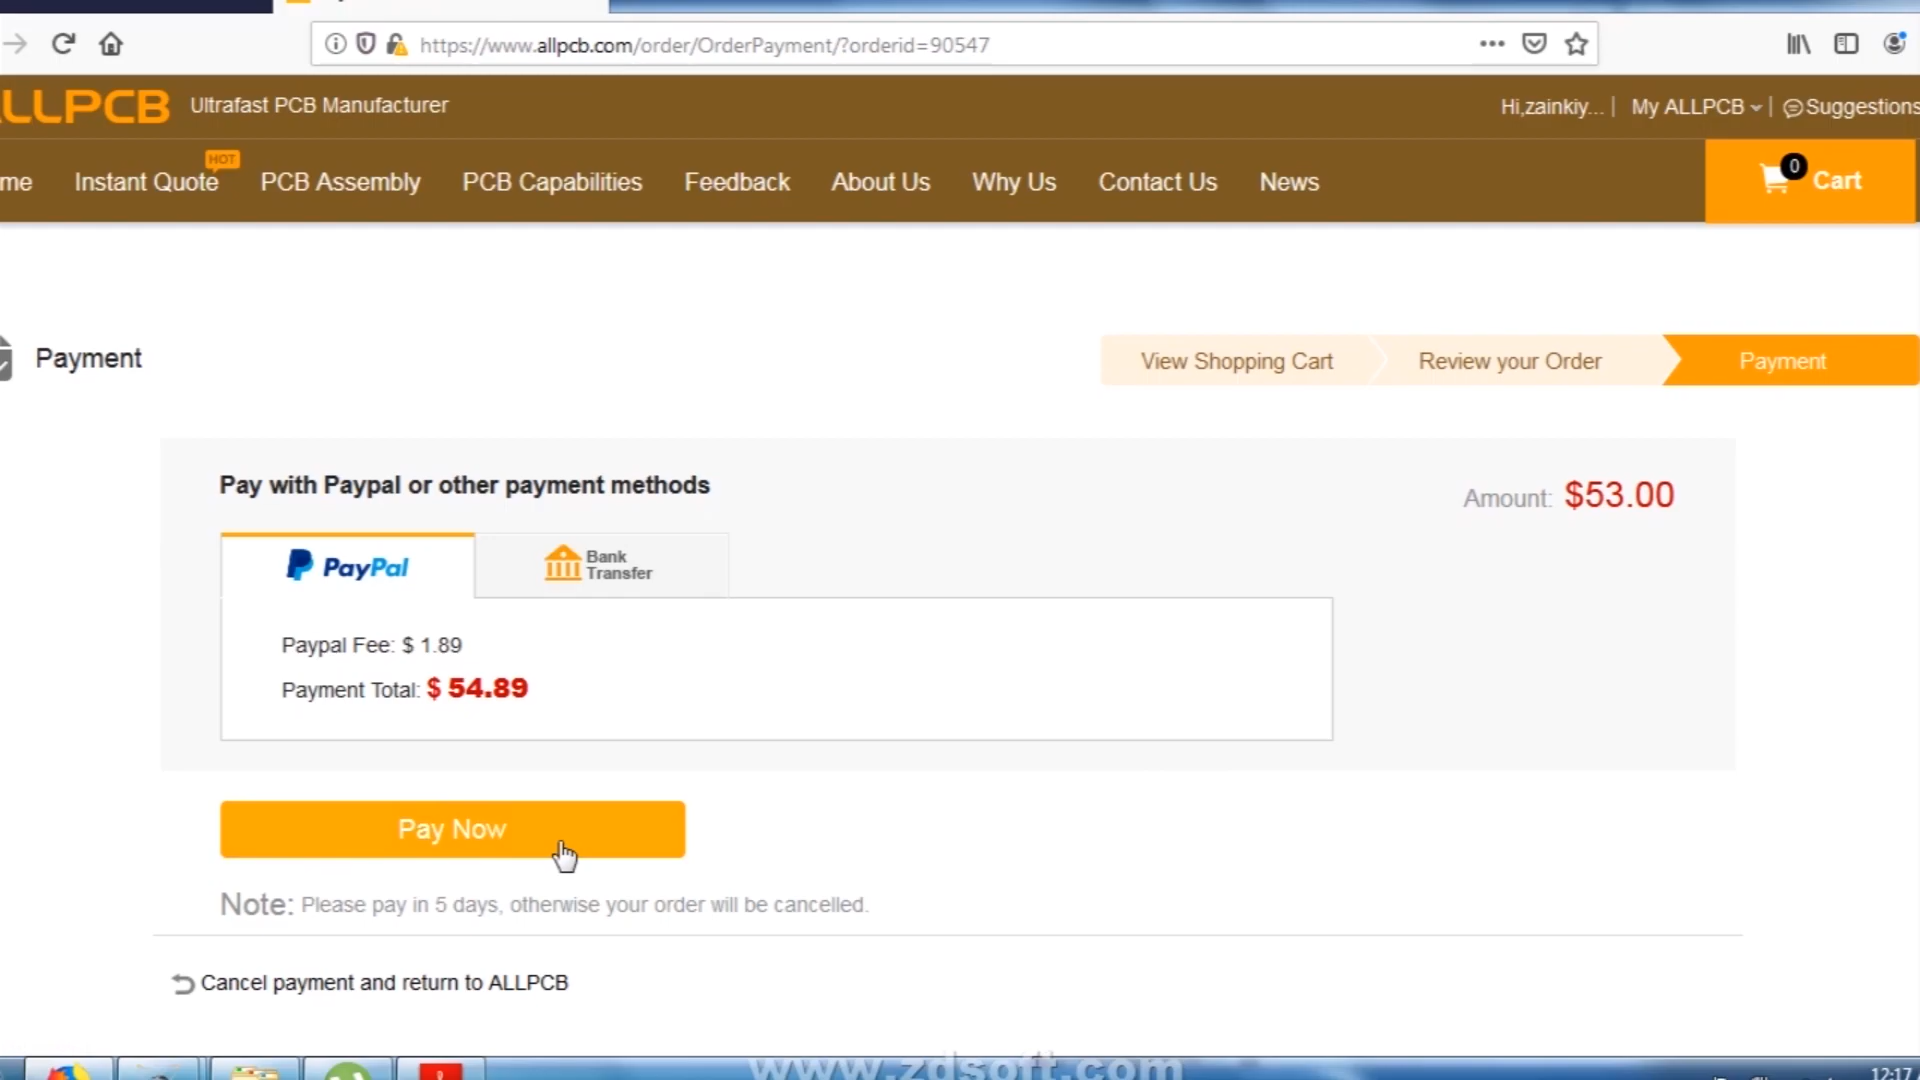 https://www.allpcb.com/order/OrderPayment/?orderid=90547
LLPCB Ultrafast PCB Manufacturer
Hi,zainkiy... | My ALLPCB | Suggestions
me Instant Quote HOT PCB Assembly PCB Capabilities Feedback About Us Why Us Contact Us News 0 Cart
Payment
View Shopping Cart Review your Order Payment
Pay with Paypal or other payment methods
Amount: $53.00
PayPal
Bank
Transfer
Paypal Fee: $ 1.89
Payment Total: $ 54.89
Pay Now
Note: Please pay in 5 days, otherwise your order will be cancelled.
Cancel payment and return to ALLPCB
www.zdsoft.com
12:17